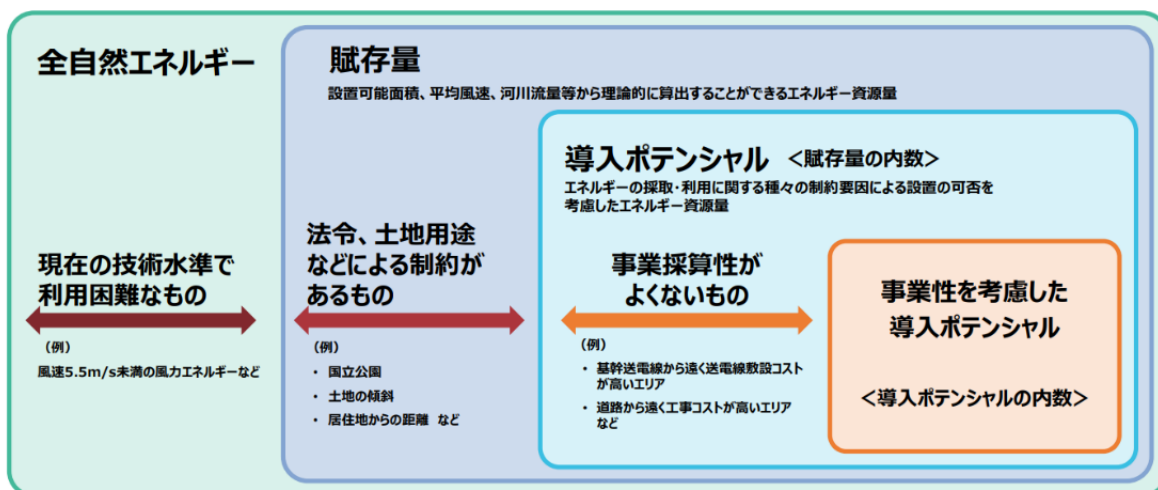 全自然エネルギー
賦存量
設置可能面積、平均風速、河川流量等から理論的に算出することができるエネルギー資源量
導入ポテンシャル <賦存量の内数>
エネルギーの採取・利用に関する種々の制約要因による設置の可否を
考慮したエネルギー資源量
現在の技術水準で
利用困難なもの
(例)
風速5.5m/s未満の風力エネルギーなど
法令、土地用途
などによる制約が
あるもの
(例)
・ 国立公園
・ 土地の傾斜
・ 居住地からの距離 など
事業採算性が
よくないもの
(例)
・ 基幹送電線から遠く送電線敷設コスト
が高いエリア
・ 道路から遠く工事コストが高いエリア
など
事業性を考慮した
導入ポテンシャル
<導入ポテンシャルの内数>